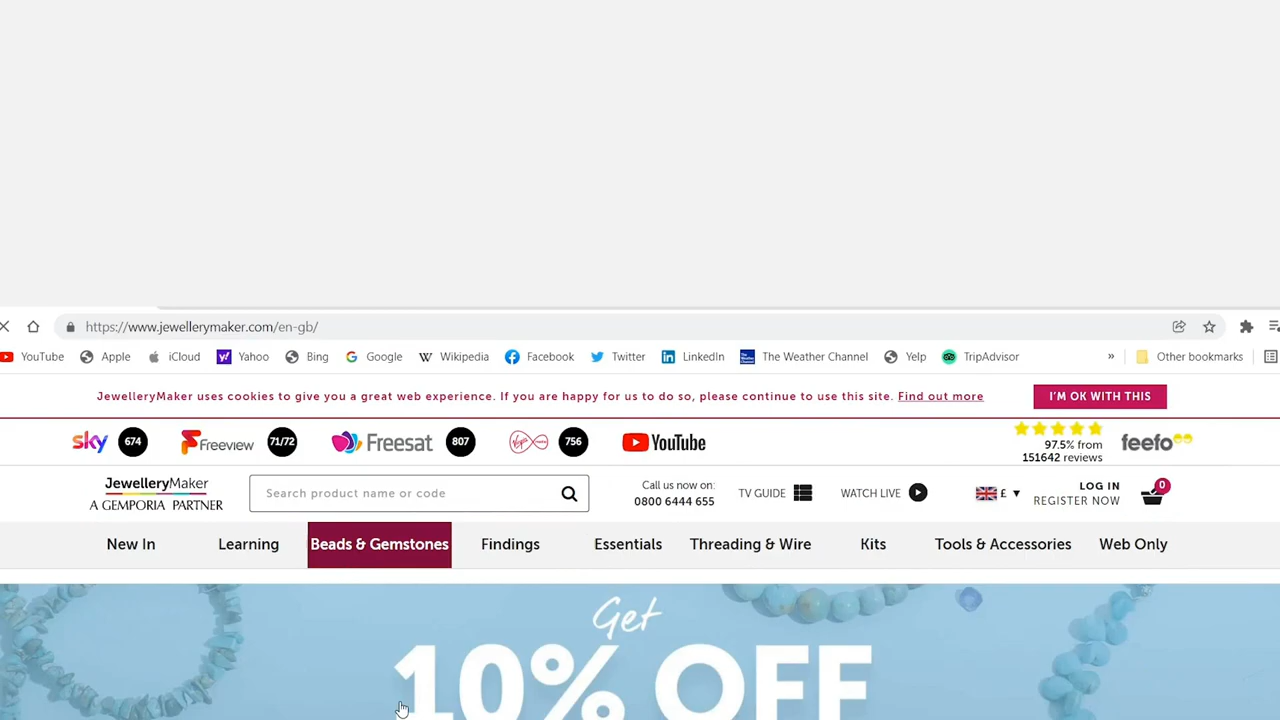 https://www.jewellerymaker.com/en-gb/
YouTube Apple iCloud Yahoo Bing Google Wikipedia Facebook Twitter LinkedIn The Weather Channel Yelp TripAdvisor » Other bookmarks
JewelleryMaker uses cookies to give you a great web experience. If you are happy for us to do so, please continue to use this site. Find out more I'M OK WITH THIS
sky 674 Freeview 71/72 Freesat 807 Virgin media 756 YouTube 97.5% from feefo
151642 reviews
JewelleryMaker
A GEMPORIA PARTNER
Search product name or code
Call us now on:
0800 6444 655
TV GUIDE
WATCH LIVE
£
LOG IN
REGISTER NOW
0
New In Learning Beads & Gemstones Findings Essentials Threading & Wire Kits Tools & Accessories Web Only
Get
10% OFF